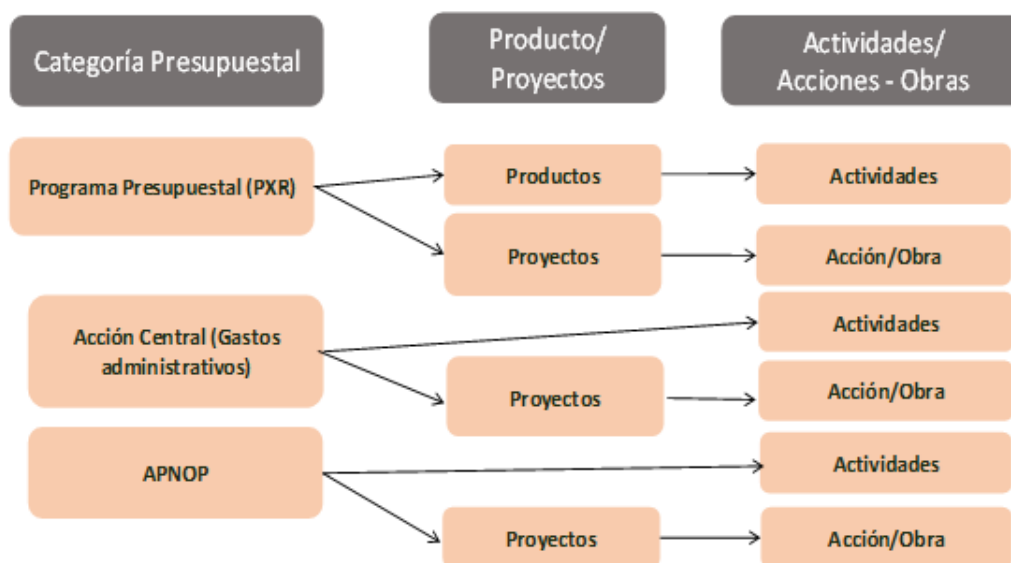 Categoría Presupuestal
Producto/
Proyectos
Actividades/
Acciones - Obras
Programa Presupuestal (PXR)
Productos
Actividades
Proyectos
Acción/Obra
Acción Central (Gastos
administrativos)
Actividades
Proyectos
Acción/Obra
APNOP
Actividades
Proyectos
Acción/Obra